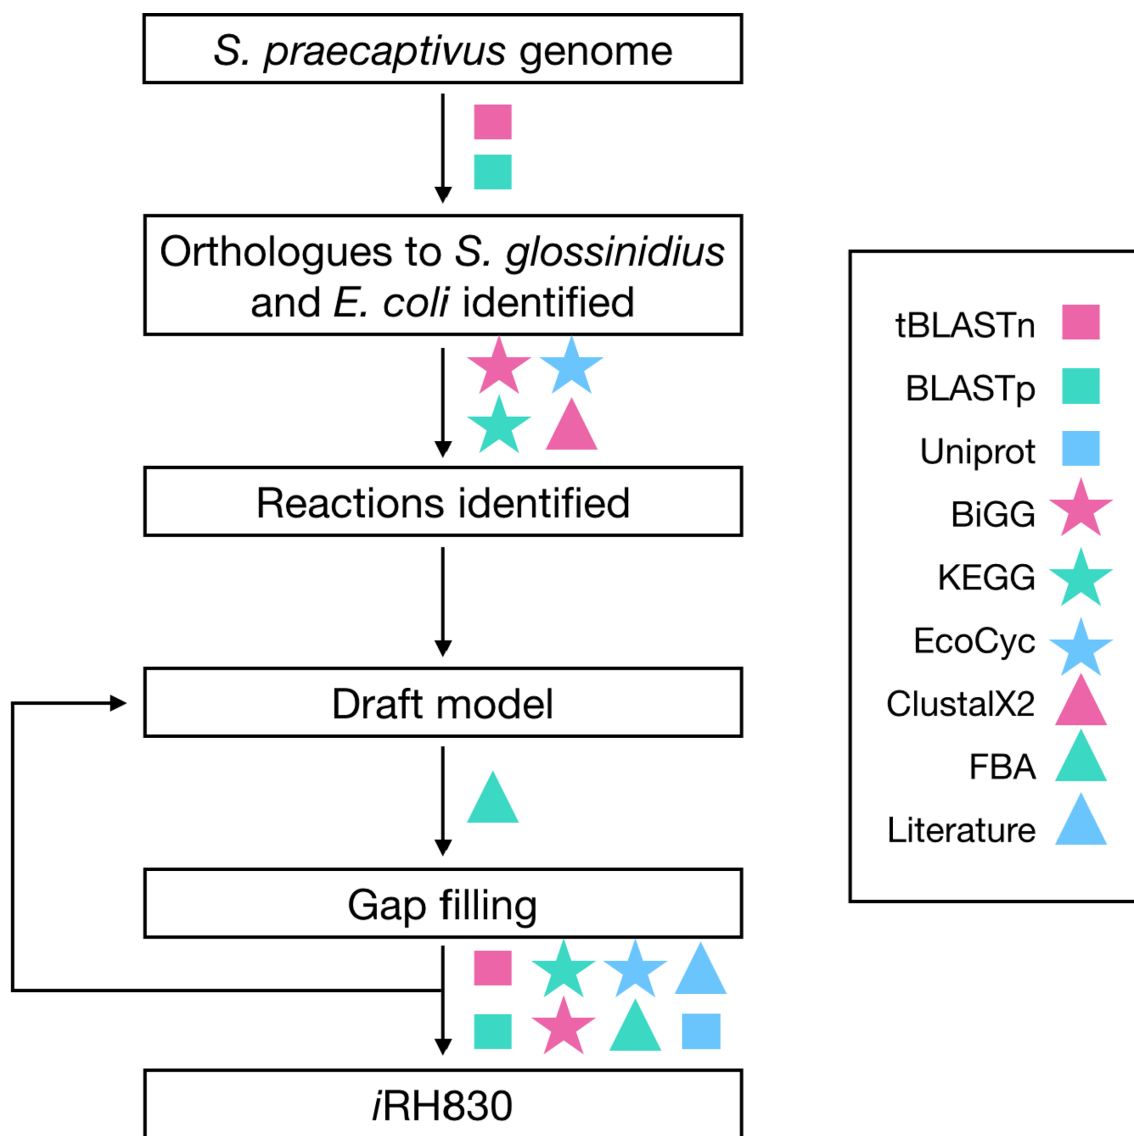 S. praecaptivus genome
Orthologues to S. glossinidius
and E. coli identified
Reactions identified
Draft model
Gap filling
iRH830
tBLASTn
BLASTp
Uniprot
BiGG
KEGG
EcoCyc
ClustalX2
FBA
Literature